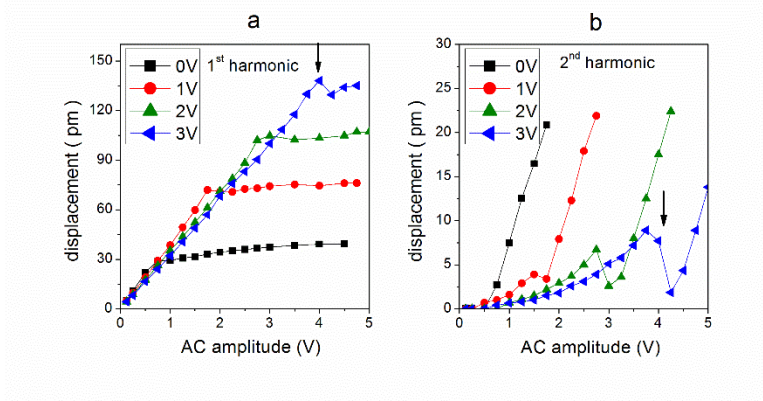 a
displacement ( pm )
150
120
90
60
30
0
0V
1V
2V
3V
1st harmonic
0 1 2 3 4 5
AC amplitude (V)
b
displacement ( pm )
30
25
20
15
10
5
0
0V
1V
2V
3V
2nd harmonic
0 1 2 3 4 5
AC amplitude (V)